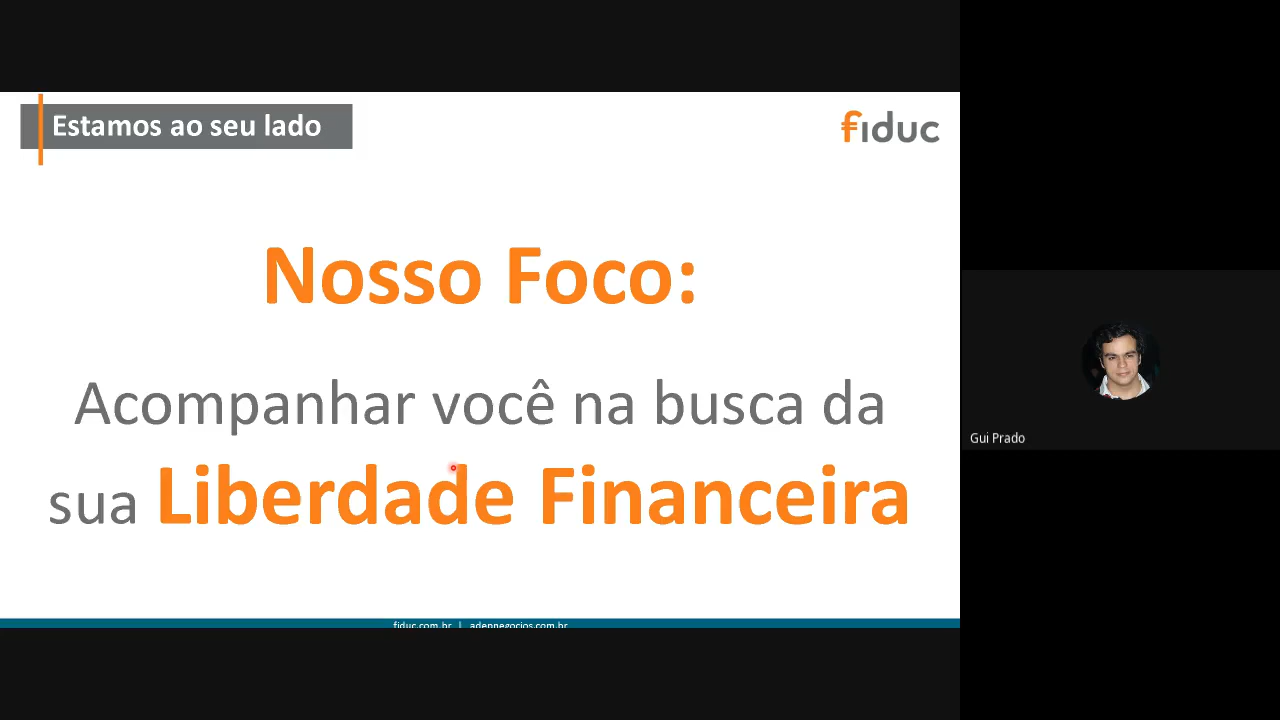 Estamos ao seu lado
fiduc
Nosso Foco:
Acompanhar você na busca da
sua Liberdade Financeira
Gui Prado
fiduc.com.br | adennegocios.com.br